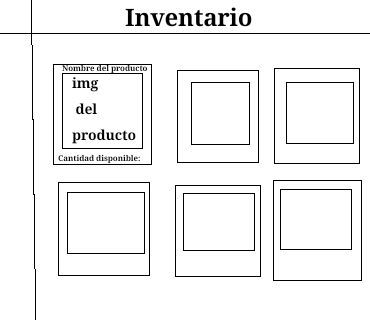 Inventario
Nombre del producto
img
del
producto
Cantidad disponible: